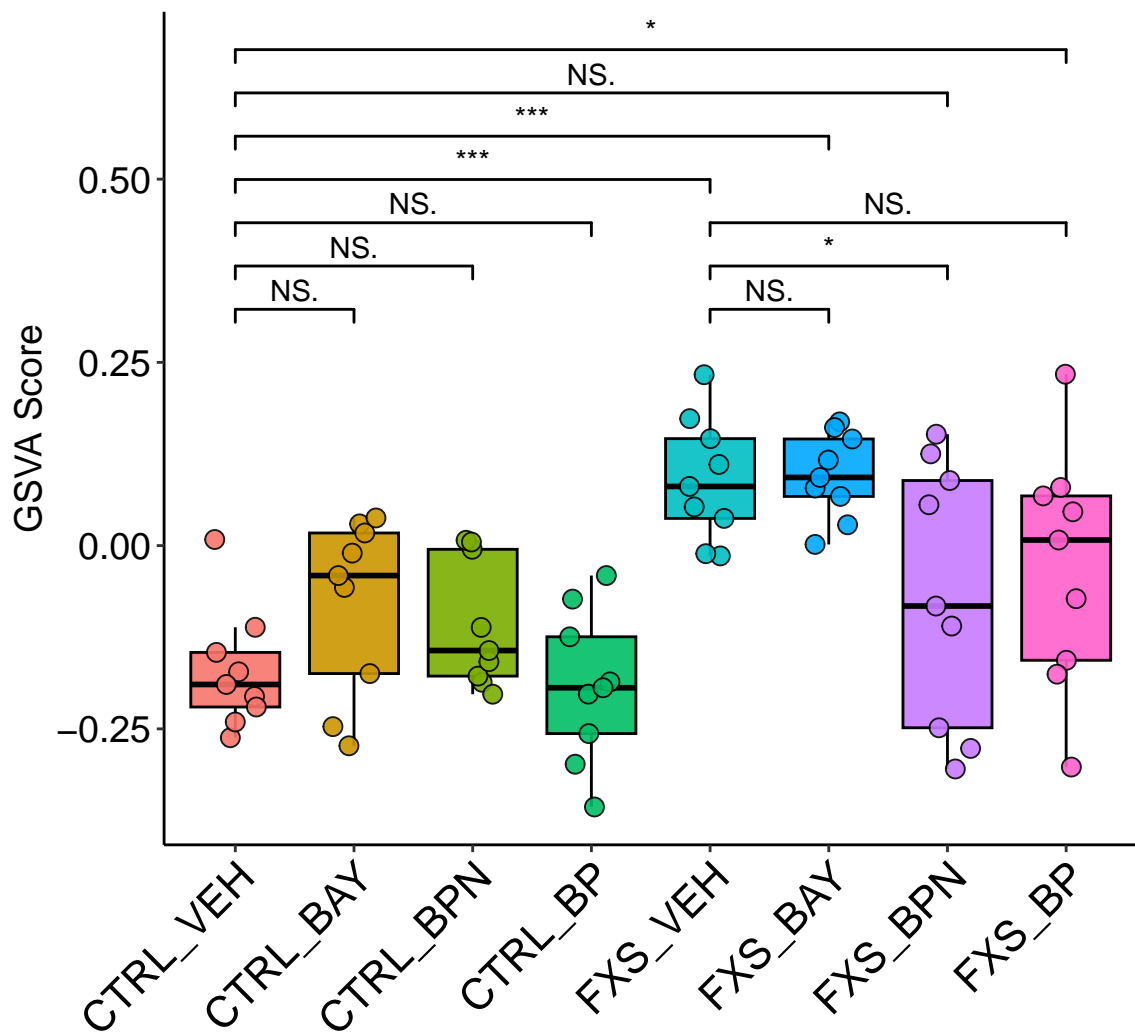 *
NS.
***
***
NS.
NS.
NS.
*
NS.
NS.
0.50
0.25
0.00
−0.25
GSVA Score
CTRL_VEH
CTRL_BAY
CTRL_BPN
CTRL_BP
FXS_VEH
FXS_BAY
FXS_BPN
FXS_BP